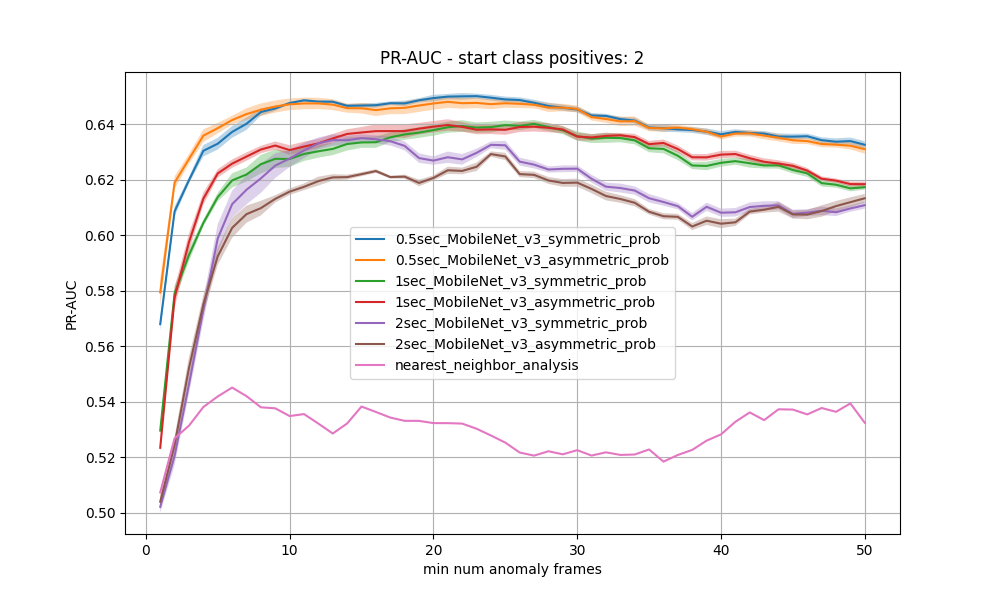 PR-AUC - start class positives: 2
PR-AUC
0.64
0.62
0.60
0.58
0.56
0.54
0.52
0.50
0.5sec_MobileNet_v3_symmetric_prob
0.5sec_MobileNet_v3_asymmetric_prob
1sec_MobileNet_v3_symmetric_prob
1sec_MobileNet_v3_asymmetric_prob
2sec_MobileNet_v3_symmetric_prob
2sec_MobileNet_v3_asymmetric_prob
nearest_neighbor_analysis
0 10 20 30 40 50
min num anomaly frames